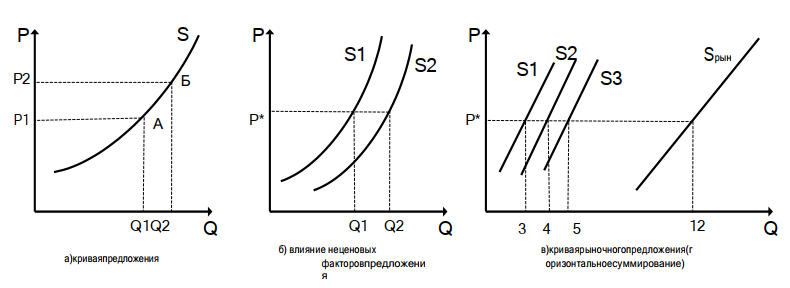 P
S
P2
Б
P1
А
Q1Q2
Q
а)криваяпредложения
P
S1
S2
P*
Q1
Q2
Q
б) влияние неценовых
факторовпредложени
я
P
S1
S2
S3
Sрын
P*
3
4
5
12
Q
в)криваярыночногопредложения(г
оризонтальноесуммирование)